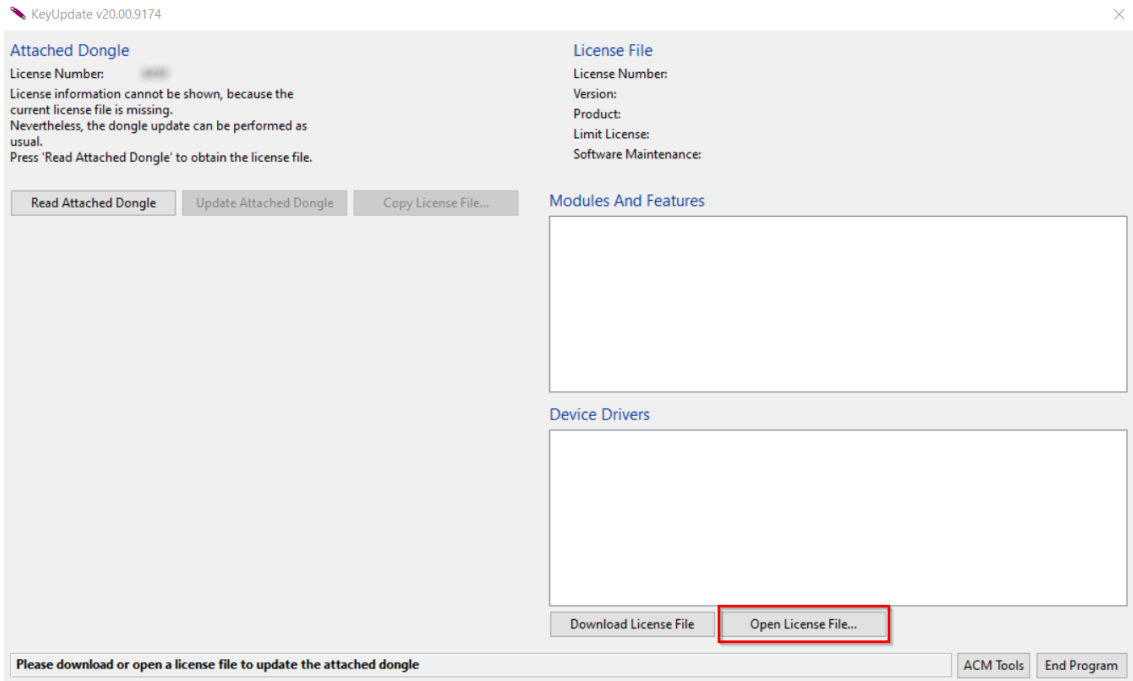 KeyUpdate v20.00.9174
Attached Dongle
License Number:
License information cannot be shown, because the
current license file is missing.
Nevertheless, the dongle update can be performed as
usual.
Press 'Read Attached Dongle' to obtain the license file.
Read Attached Dongle
Update Attached Dongle
Copy License File...
License File
License Number:
Version:
Product:
Limit License:
Software Maintenance:
Modules And Features
Device Drivers
Download License File
Open License File...
Please download or open a license file to update the attached dongle
ACM Tools
End Program